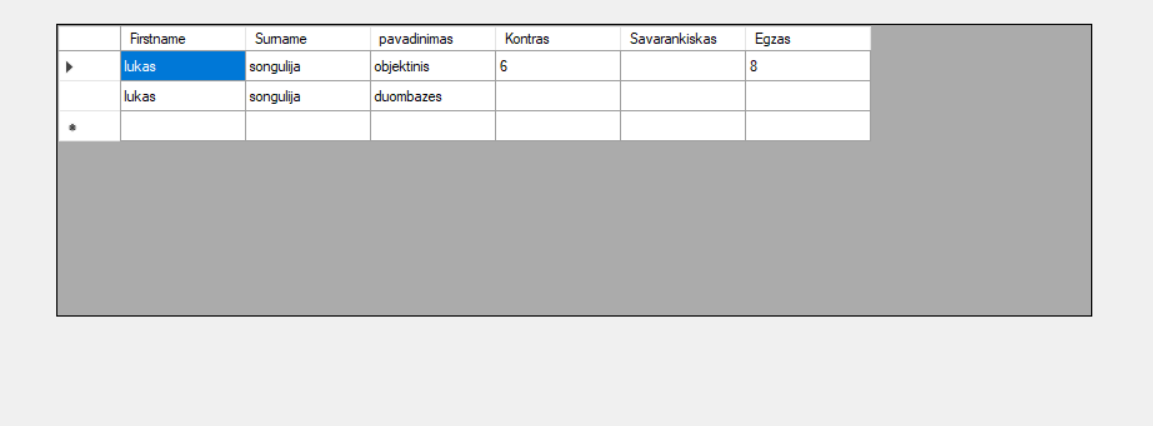 Firstname Surname pavadinimas Kontras Savarankiskas Egzas
lukas songulija objektinis 6 8
lukas songulija duombazes